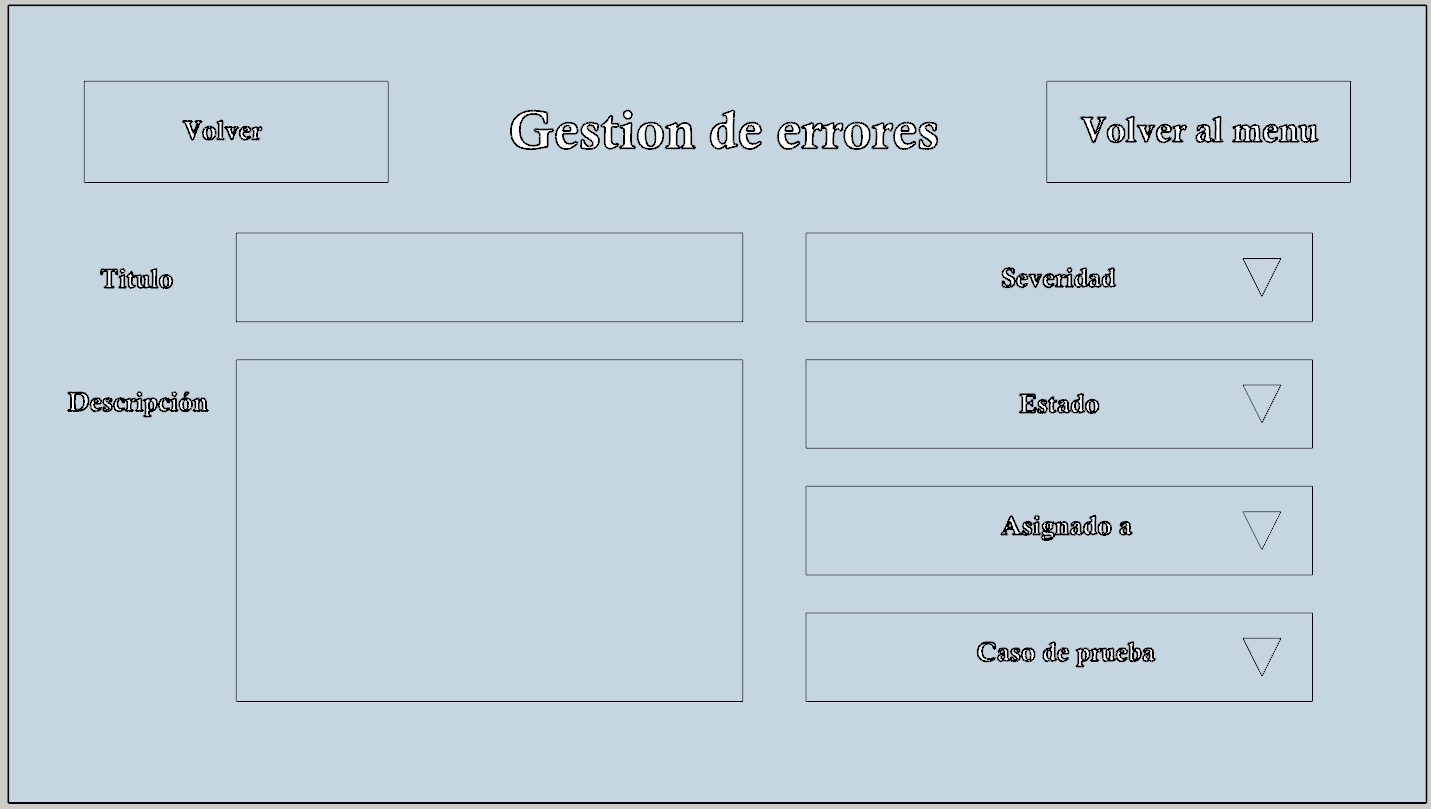 Volver
Gestion de errores
Volver al menu
Titulo
Severidad
Descripción
Estado
Asignado a
Caso de prueba